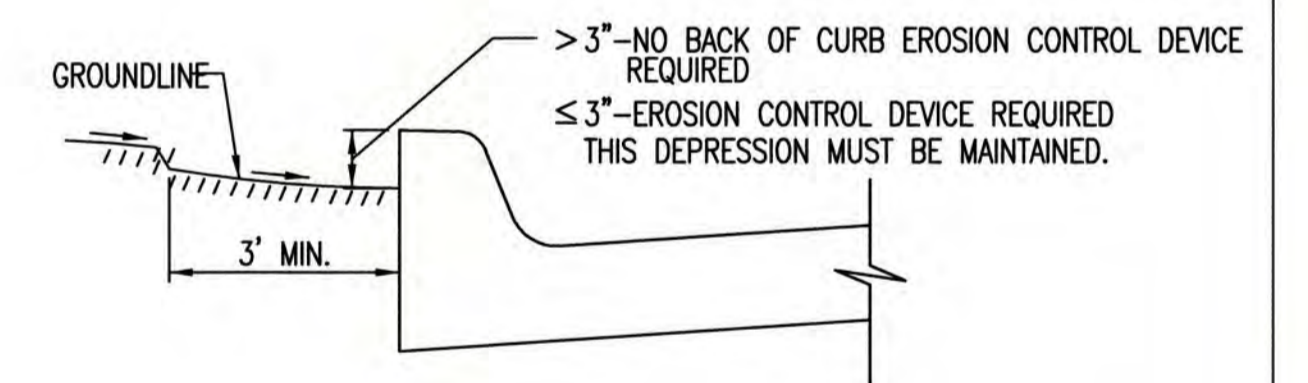 > 3"-NO BACK OF CURB EROSION CONTROL DEVICE
REQUIRED
GROUNDLINE
≤ 3"-EROSION CONTROL DEVICE REQUIRED
THIS DEPRESSION MUST BE MAINTAINED.
3' MIN.